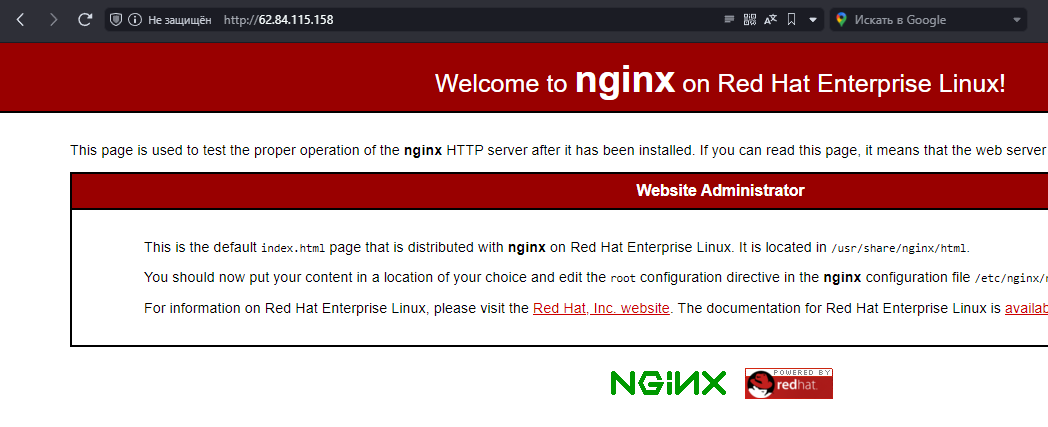 Не защищён http://62.84.115.158 Искать в Google
Welcome to nginx on Red Hat Enterprise Linux!
This page is used to test the proper operation of the nginx HTTP server after it has been installed. If you can read this page, it means that the web server
Website Administrator
This is the default index.html page that is distributed with nginx on Red Hat Enterprise Linux. It is located in /usr/share/nginx/html.
You should now put your content in a location of your choice and edit the root configuration directive in the nginx configuration file /etc/nginx/
For information on Red Hat Enterprise Linux, please visit the Red Hat, Inc. website. The documentation for Red Hat Enterprise Linux is
NGINX
POWERED BY
redhat.